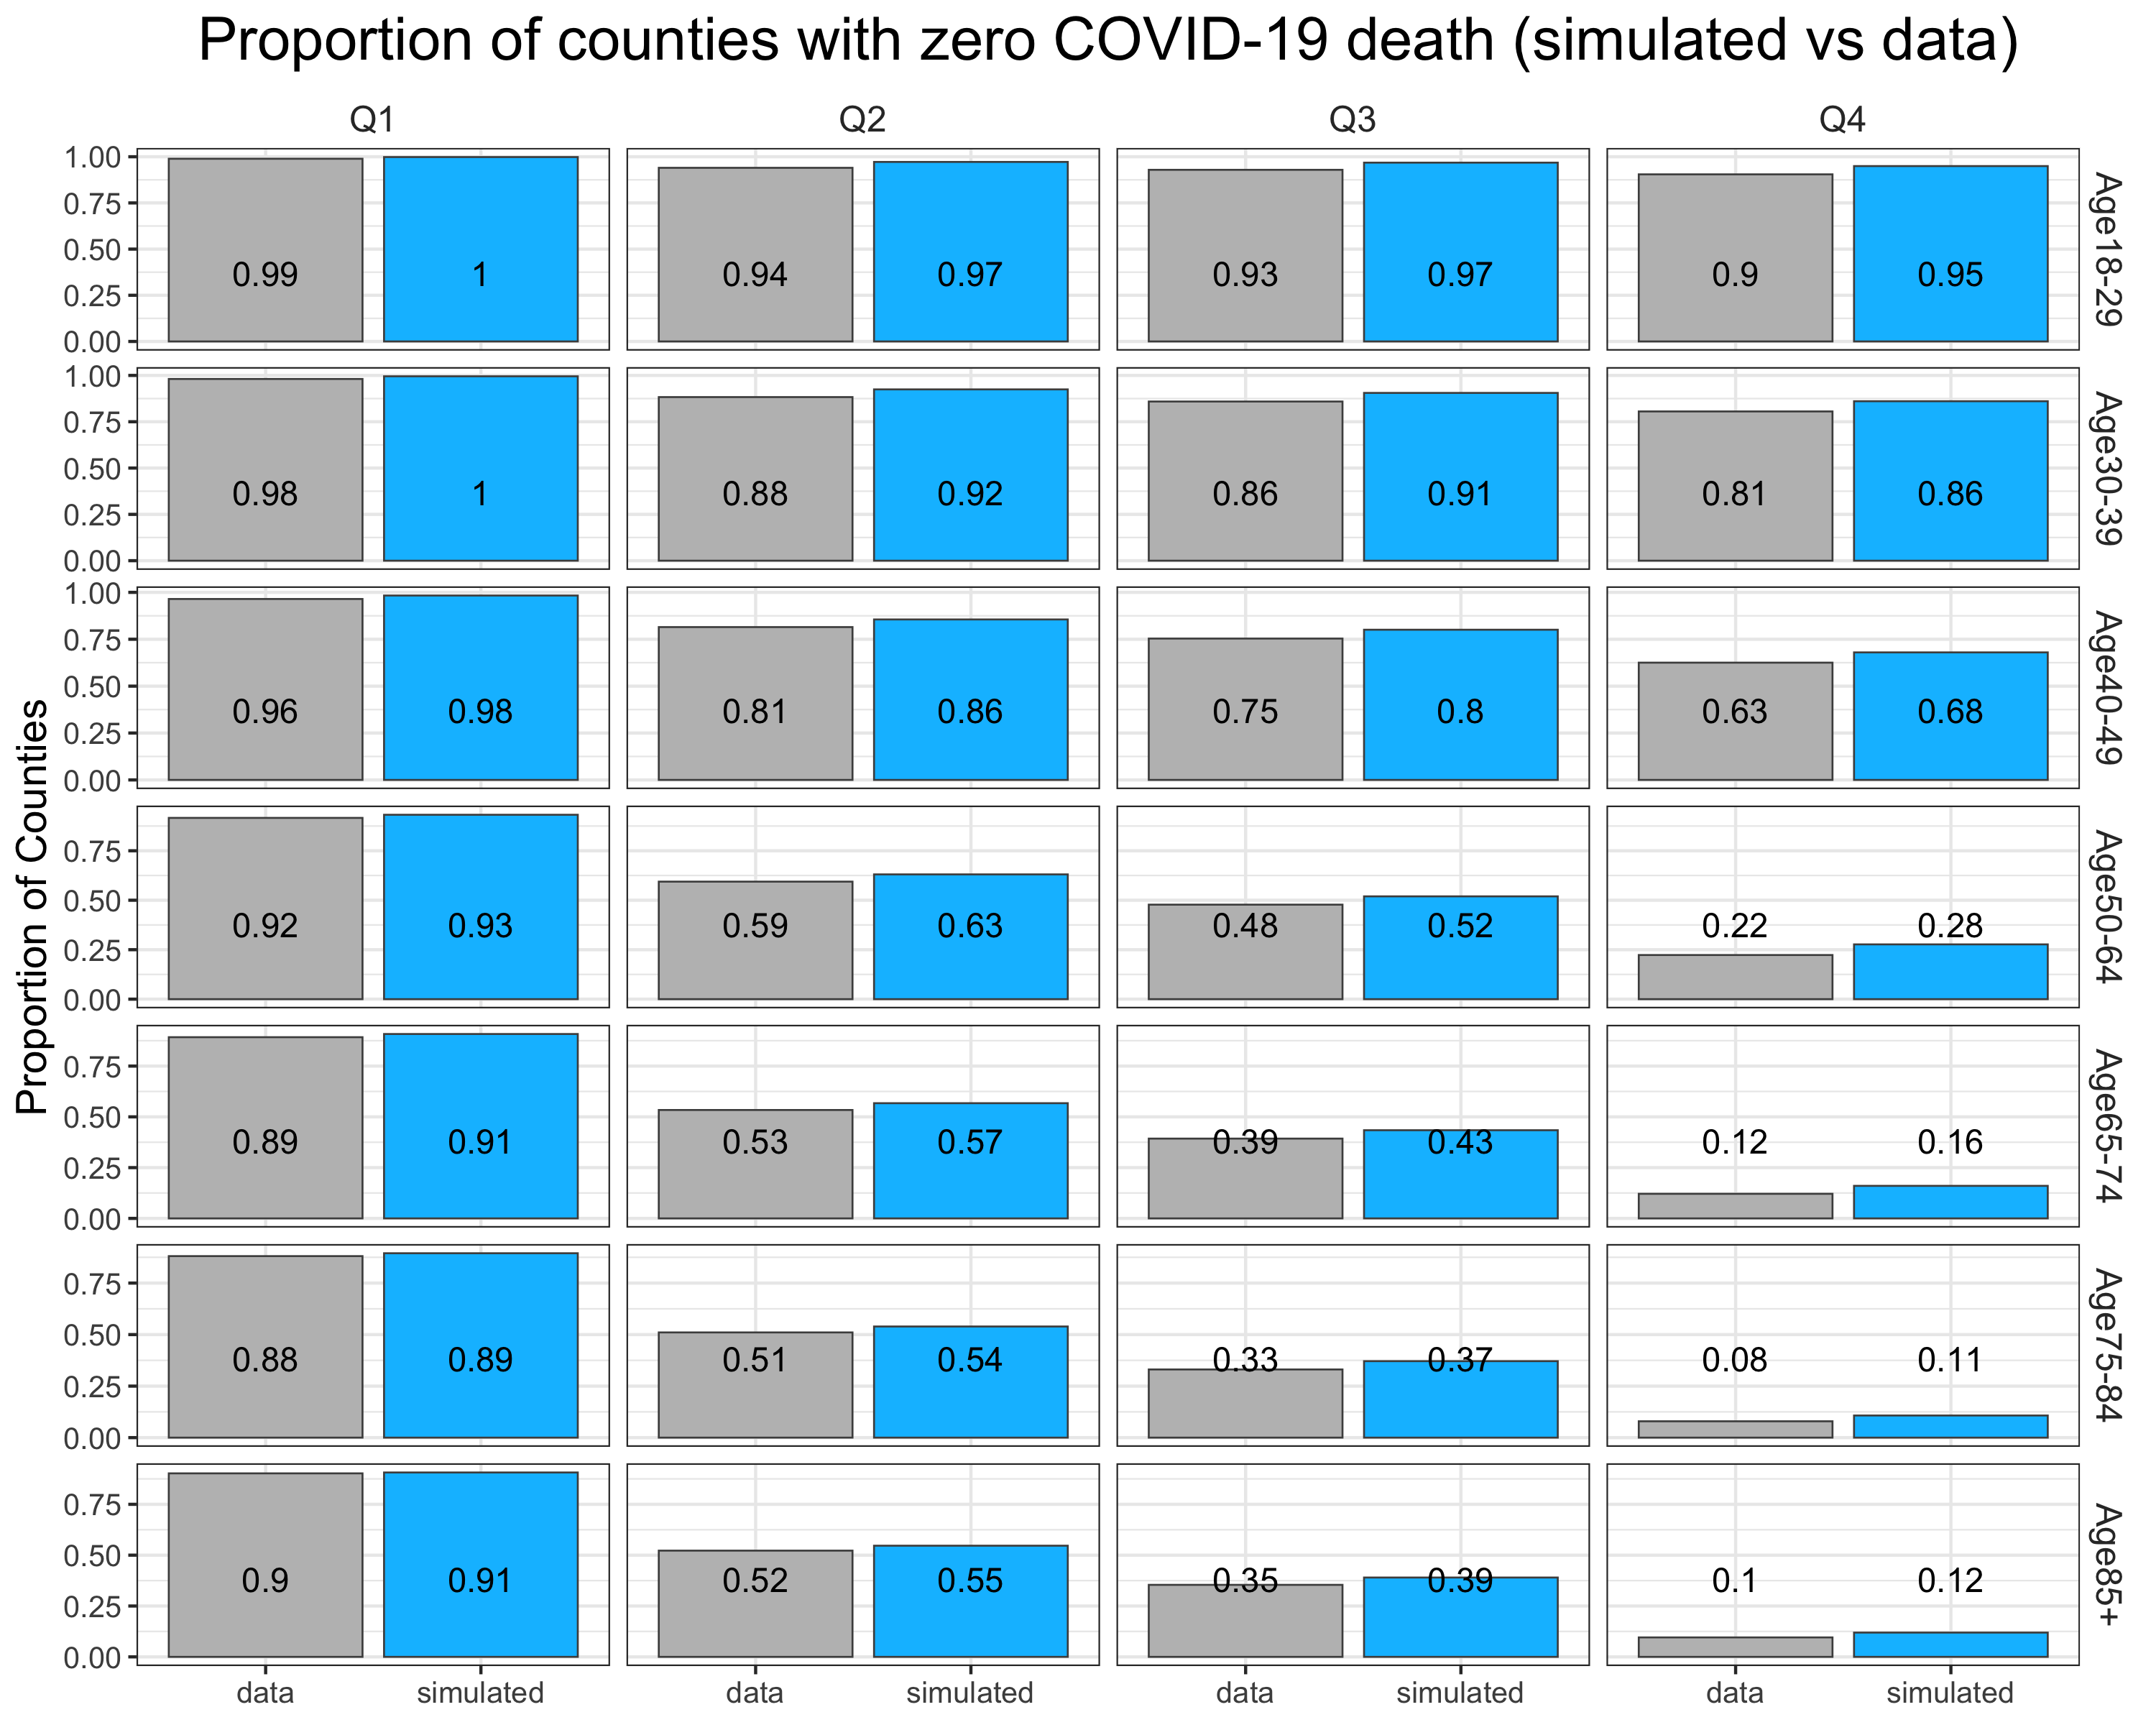 Proportion of counties with zero COVID-19 death (simulated vs data)
Q1 Q2 Q3 Q4
Proportion of Counties
1.00
0.75
0.50
0.25
0.00
0.99 1 0.94 0.97 0.93 0.97 0.9 0.95
Age18-29
1.00
0.75
0.50
0.25
0.00
0.98 1 0.88 0.92 0.86 0.91 0.81 0.86
Age30-39
1.00
0.75
0.50
0.25
0.00
0.96 0.98 0.81 0.86 0.75 0.8 0.63 0.68
Age40-49
0.75
0.50
0.25
0.00
0.92 0.93 0.59 0.63 0.48 0.52 0.22 0.28
Age50-64
0.75
0.50
0.25
0.00
0.89 0.91 0.53 0.57 0.39 0.43 0.12 0.16
Age65-74
0.75
0.50
0.25
0.00
0.88 0.89 0.51 0.54 0.33 0.37 0.08 0.11
Age75-84
0.75
0.50
0.25
0.00
0.9 0.91 0.52 0.55 0.35 0.39 0.1 0.12
Age85+
data simulated data simulated data simulated data simulated